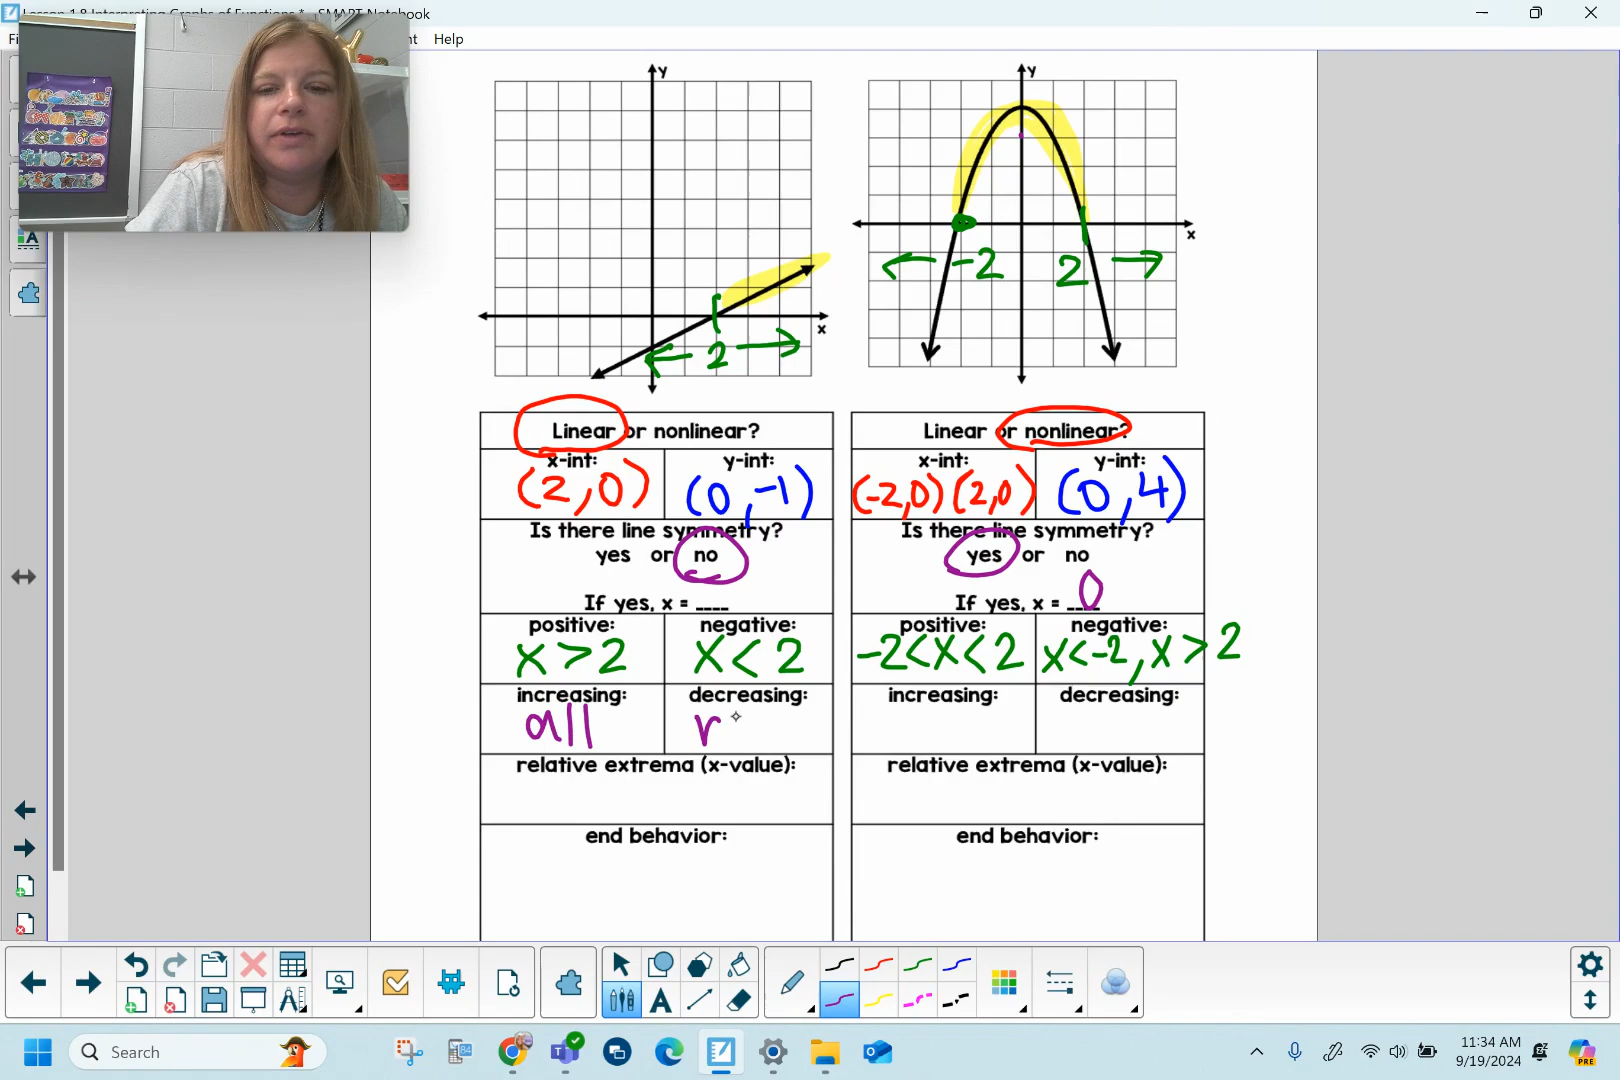 Lesson 1.8 Interpreting Graphs of Functions * - SMART Notebook
Help
y
x
2
y
x
-2
2
Linear or nonlinear?
x-int:
y-int:
(2,0)
(0,-1)
Is there line symmetry?
yes or no
If yes, x = ____
positive:
negative:
x > 2
x < 2
increasing:
decreasing:
all
r
relative extrema (x-value):
end behavior:
Linear or nonlinear?
x-int:
y-int:
(-2,0) (2,0)
(0,4)
Is there line symmetry?
yes or no
If yes, x = ____
0
positive:
negative:
-2<x<2
x<-2, x>2
increasing:
decreasing:
relative extrema (x-value):
end behavior:
A
Search
11:34 AM
9/19/2024
PRE